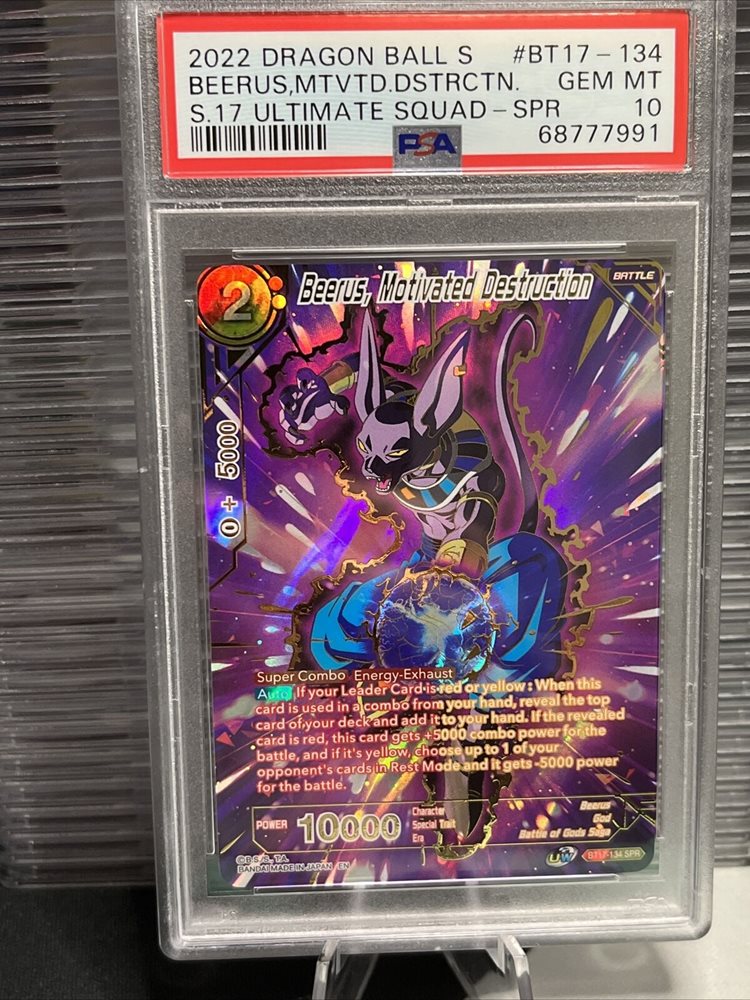 2022 DRAGON BALL S #BT17-134
BEERUS,MTVTD.DSTRCTN. GEM MT
S.17 ULTIMATE SQUAD-SPR 10
68777991
PSA
2
Beerus, Motivated Destruction
BATTLE
0 + 5000
Super Combo Energy-Exhaust
Auto If your Leader Card is red or yellow : When this
card is used in a combo from your hand, reveal the top
card of your deck and add it to your hand. If the revealed
card is red, this card gets +5000 combo power for the
battle, and if it's yellow, choose up to 1 of your
opponent's cards in Rest Mode and it gets -5000 power
for the battle.
POWER 10000
Character Beerus
Special Trait God
Era Battle of Gods Saga
©B.S./S., T.A.
BANDAI MADE IN JAPAN EN
UW
BT17-134 SPR